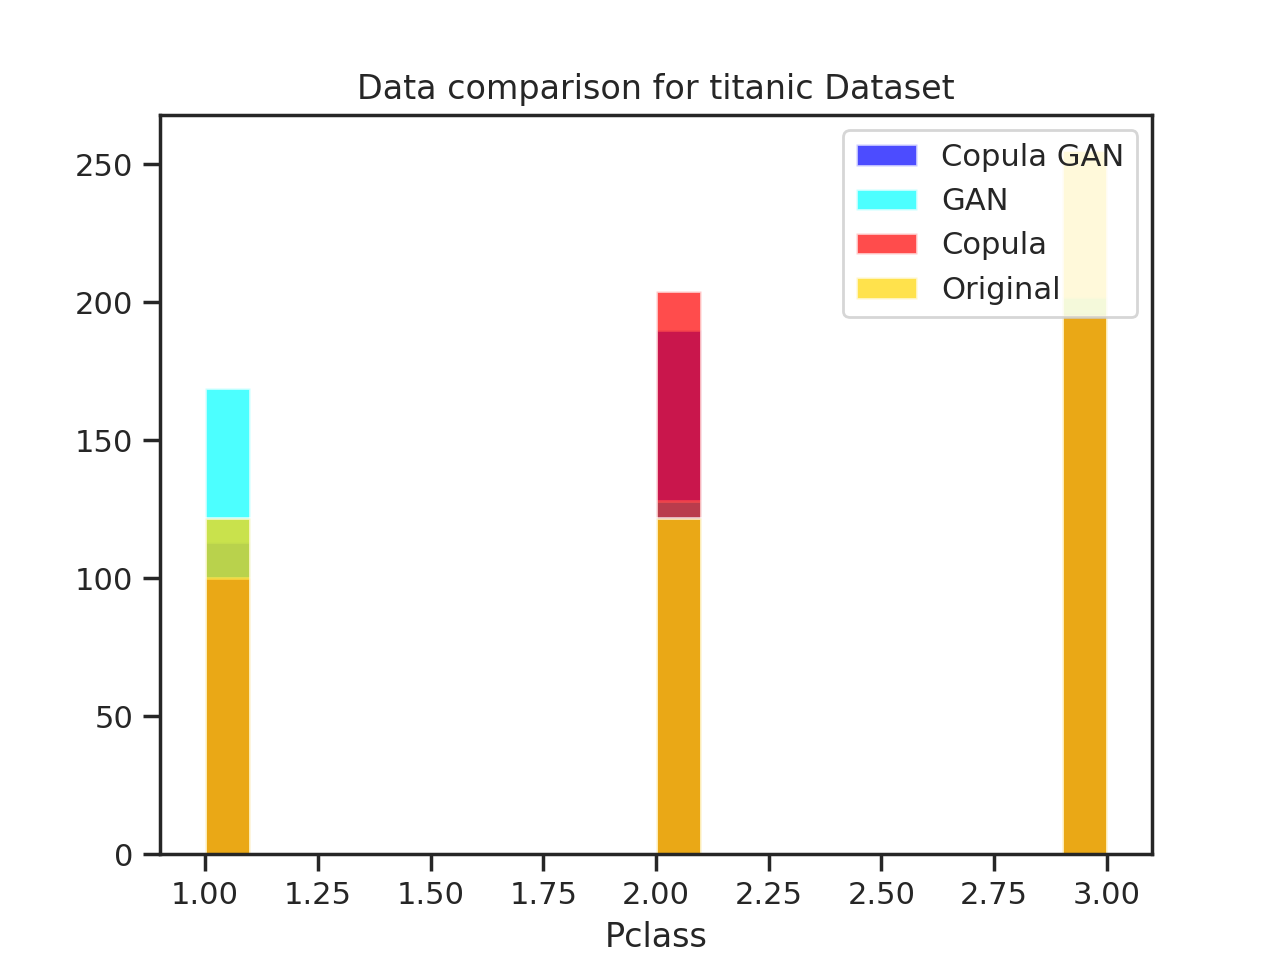 Data comparison for titanic Dataset
250
200
150
100
50
0
Copula GAN
GAN
Copula
Original
1.00 1.25 1.50 1.75 2.00 2.25 2.50 2.75 3.00
Pclass